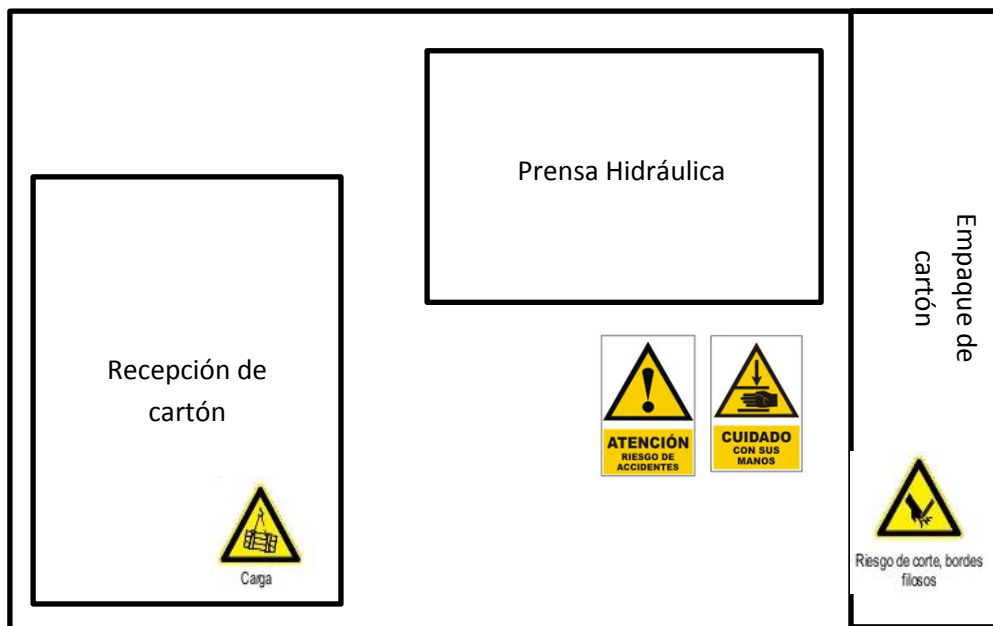 Prensa Hidráulica
Recepción de
cartón
Carga
ATENCIÓN
RIESGO DE
ACCIDENTES
CUIDADO
CON SUS
MANOS
Empaque de
cartón
Riesgo de corte, bordes
filosos